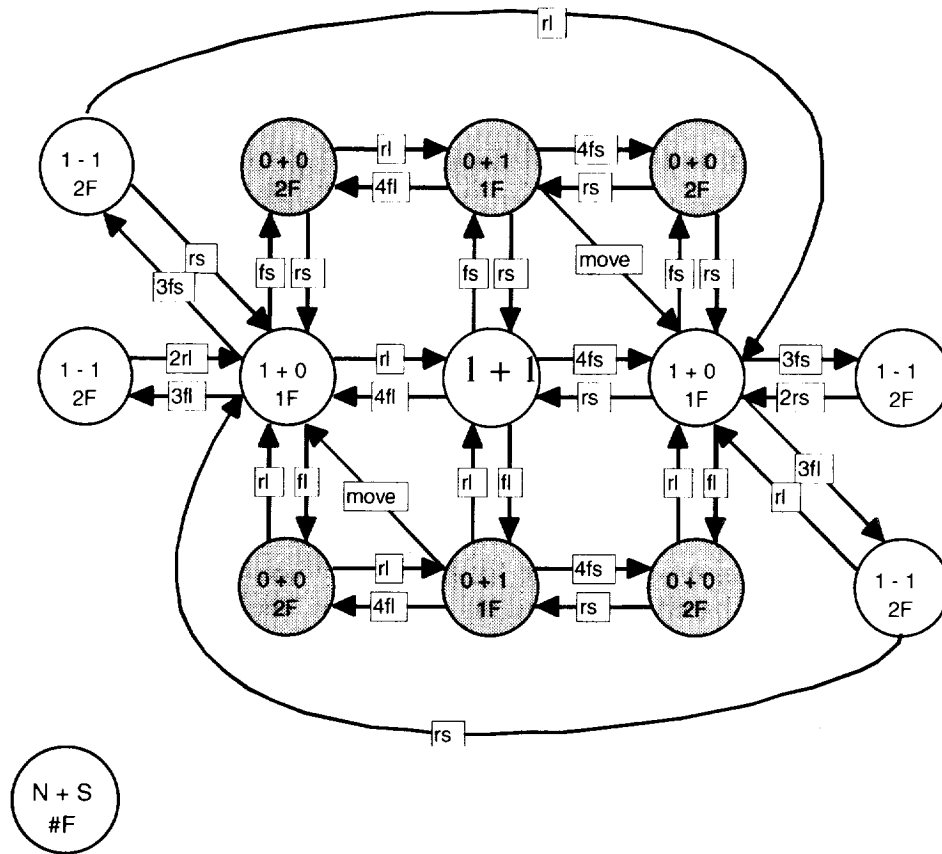 rl
1 - 1
2F
0 + 0
2F
rl
4fl
0 + 1
1F
4fs
rs
0 + 0
2F
rs
3fs
fs
rs
fs
rs
move
fs
rs
1 - 1
2F
2rl
3fl
1 + 0
1F
rl
4fl
1 + 1
4fs
rs
1 + 0
1F
3fs
2rs
1 - 1
2F
rl
fl
move
rl
fl
rl
fl
3fl
rl
0 + 0
2F
rl
4fl
0 + 1
1F
4fs
rs
0 + 0
2F
1 - 1
2F
rs
N + S
#F